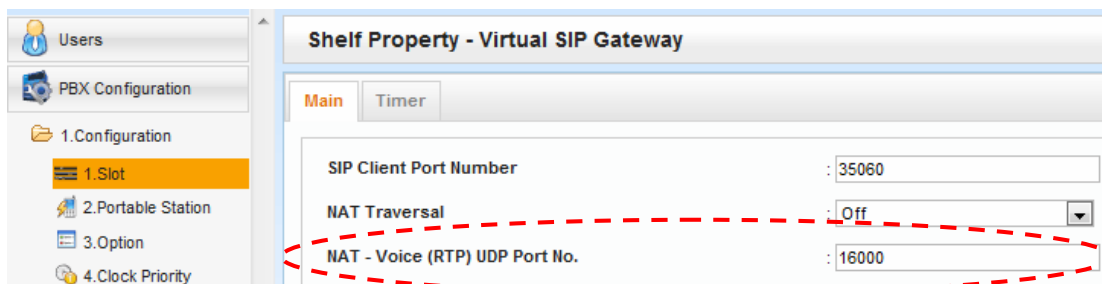 Users
PBX Configuration
1.Configuration
1.Slot
2.Portable Station
3.Option
4.Clock Priority
Shelf Property - Virtual SIP Gateway
Main Timer
SIP Client Port Number : 35060
NAT Traversal : Off
NAT - Voice (RTP) UDP Port No. : 16000